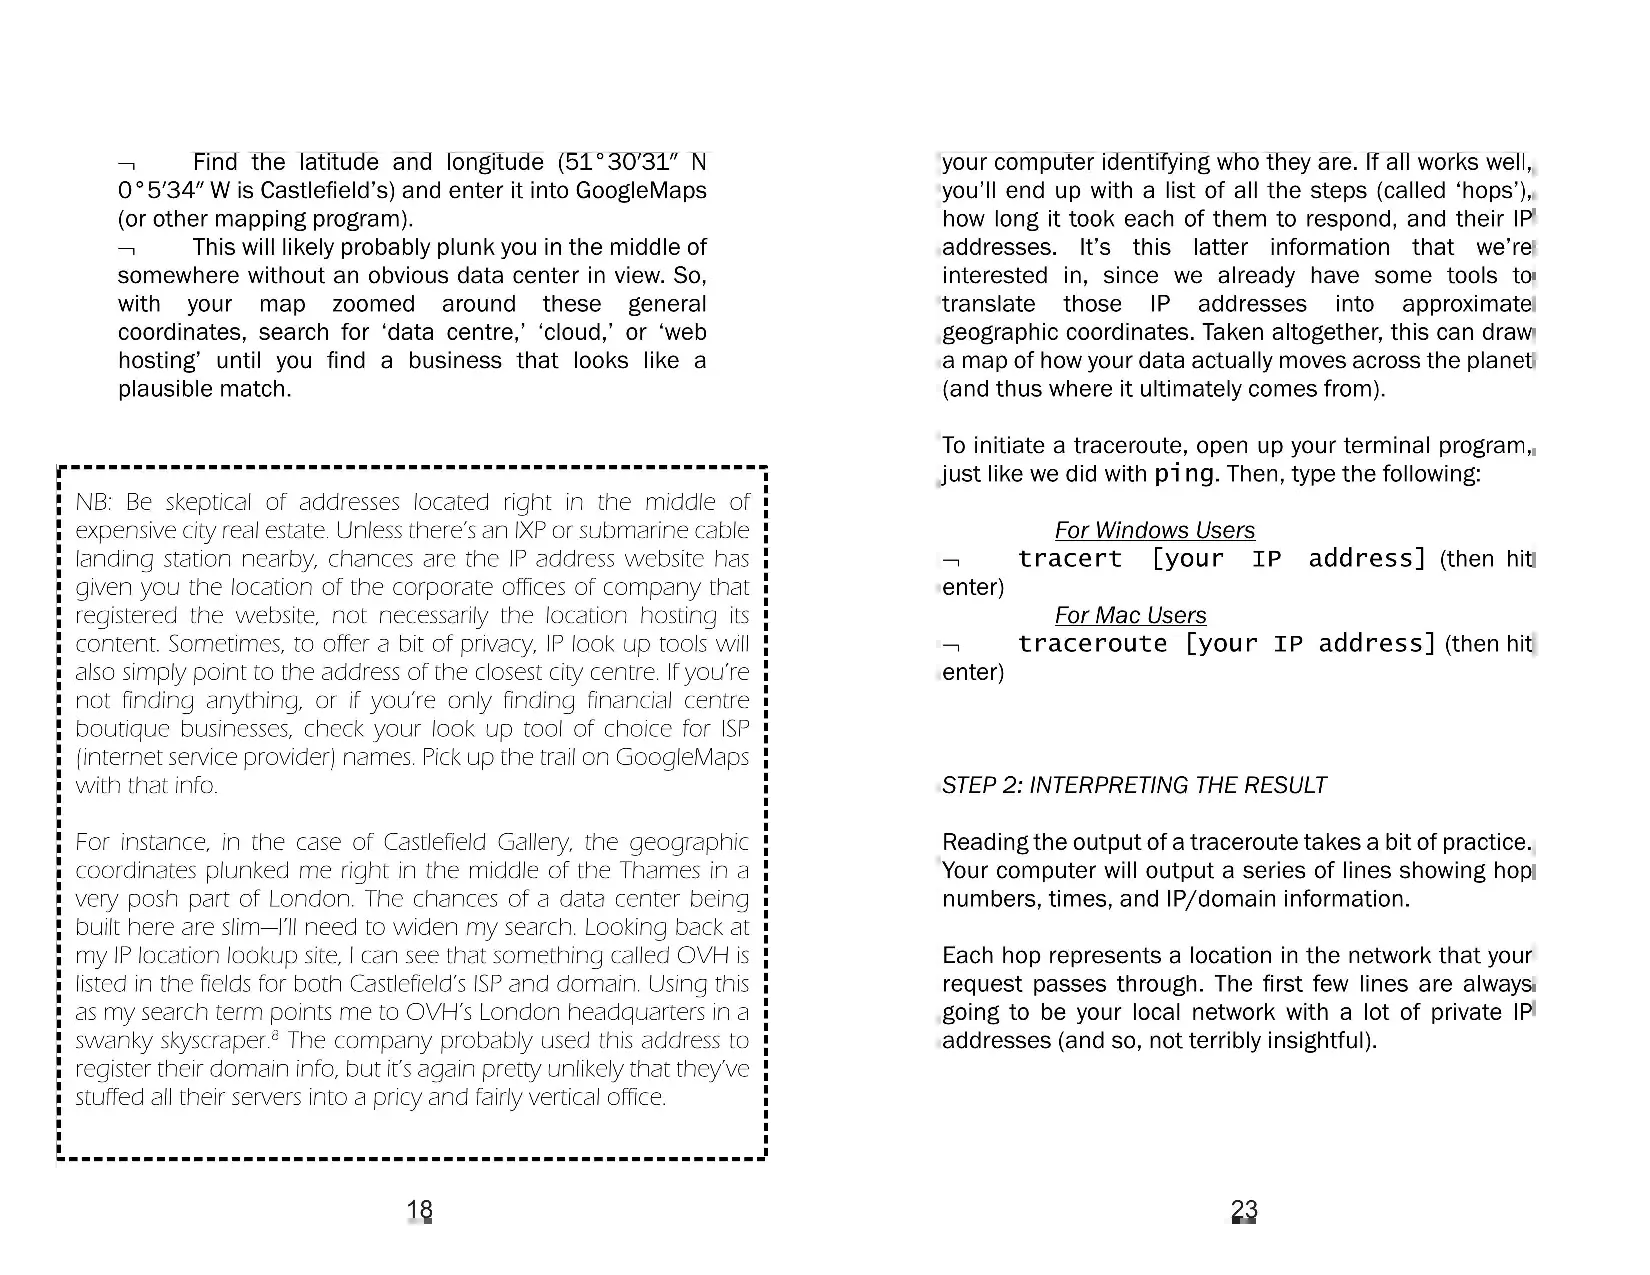 ¬ Find the latitude and longitude (51°30′31″ N
0°5′34″ W is Castlefield’s) and enter it into GoogleMaps
(or other mapping program).
¬ This will likely probably plunk you in the middle of
somewhere without an obvious data center in view. So,
with your map zoomed around these general
coordinates, search for ‘data centre,’ ‘cloud,’ or ‘web
hosting’ until you find a business that looks like a
plausible match.
NB: Be skeptical of addresses located right in the middle of
expensive city real estate. Unless there’s an IXP or submarine cable
landing station nearby, chances are the IP address website has
given you the location of the corporate offices of company that
registered the website, not necessarily the location hosting its
content. Sometimes, to offer a bit of privacy, IP look up tools will
also simply point to the address of the closest city centre. If you’re
not finding anything, or if you’re only finding financial centre
boutique businesses, check your look up tool of choice for ISP
(internet service provider) names. Pick up the trail on GoogleMaps
with that info.
For instance, in the case of Castlefield Gallery, the geographic
coordinates plunked me right in the middle of the Thames in a
very posh part of London. The chances of a data center being
built here are slim—I’ll need to widen my search. Looking back at
my IP location lookup site, I can see that something called OVH is
listed in the fields for both Castlefield’s ISP and domain. Using this
as my search term points me to OVH’s London headquarters in a
swanky skyscraper.ª The company probably used this address to
register their domain info, but it’s again pretty unlikely that they’ve
stuffed all their servers into a pricy and fairly vertical office.
18
your computer identifying who they are. If all works well,
you’ll end up with a list of all the steps (called ‘hops’),
how long it took each of them to respond, and their IP
addresses. It’s this latter information that we’re
interested in, since we already have some tools to
translate those IP addresses into approximate
geographic coordinates. Taken altogether, this can draw
a map of how your data actually moves across the planet
(and thus where it ultimately comes from).
To initiate a traceroute, open up your terminal program,
just like we did with ping. Then, type the following:
For Windows Users
¬ tracert [your IP address] (then hit
enter)
For Mac Users
¬ traceroute [your IP address] (then hit
enter)
STEP 2: INTERPRETING THE RESULT
Reading the output of a traceroute takes a bit of practice.
Your computer will output a series of lines showing hop
numbers, times, and IP/domain information.
Each hop represents a location in the network that your
request passes through. The first few lines are always
going to be your local network with a lot of private IP
addresses (and so, not terribly insightful).
23